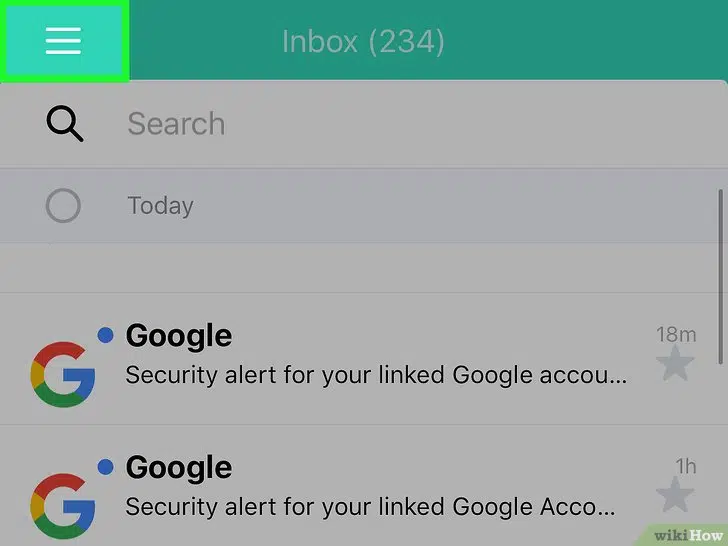 Inbox (234)
Search
Today
Google
18m
Security alert for your linked Google accou...
Google
1h
Security alert for your linked Google Acco...
wikiHow